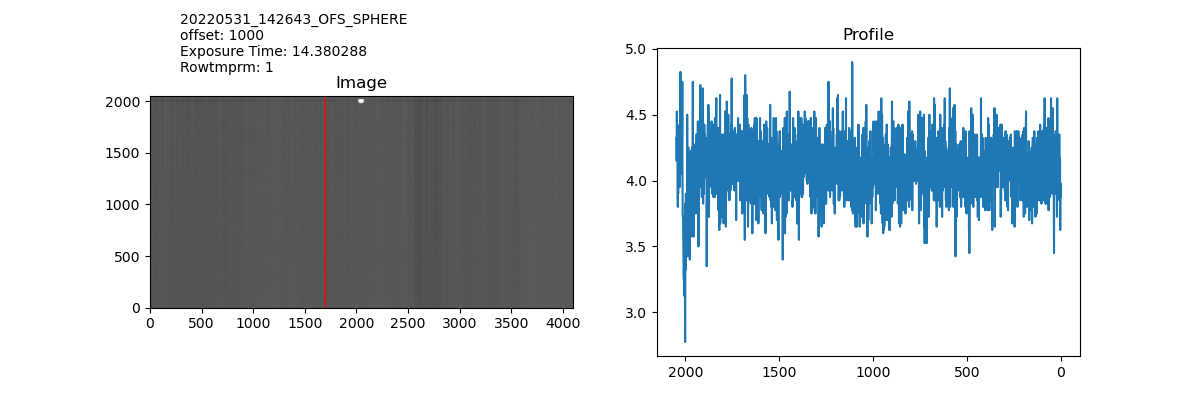 20220531_142643_OFS_SPHERE
offset: 1000
Exposure Time: 14.380288
Rowtmprm: 1
Image
2000
1500
1000
500
0
0 500 1000 1500 2000 2500 3000 3500 4000
Profile
5.0
4.5
4.0
3.5
3.0
2000 1500 1000 500 0